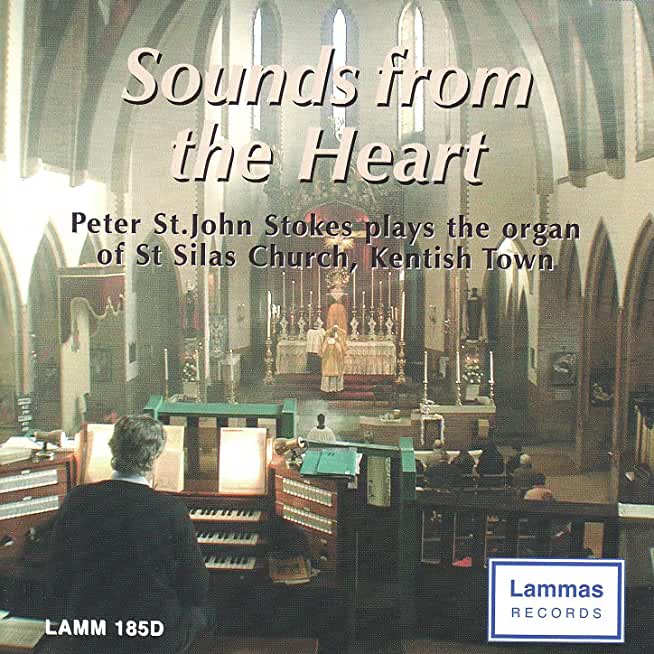 Sounds from
the Heart
Peter St.John Stokes plays the organ
of St Silas Church, Kentish Town
Lammas
RECORDS
LAMM 185D